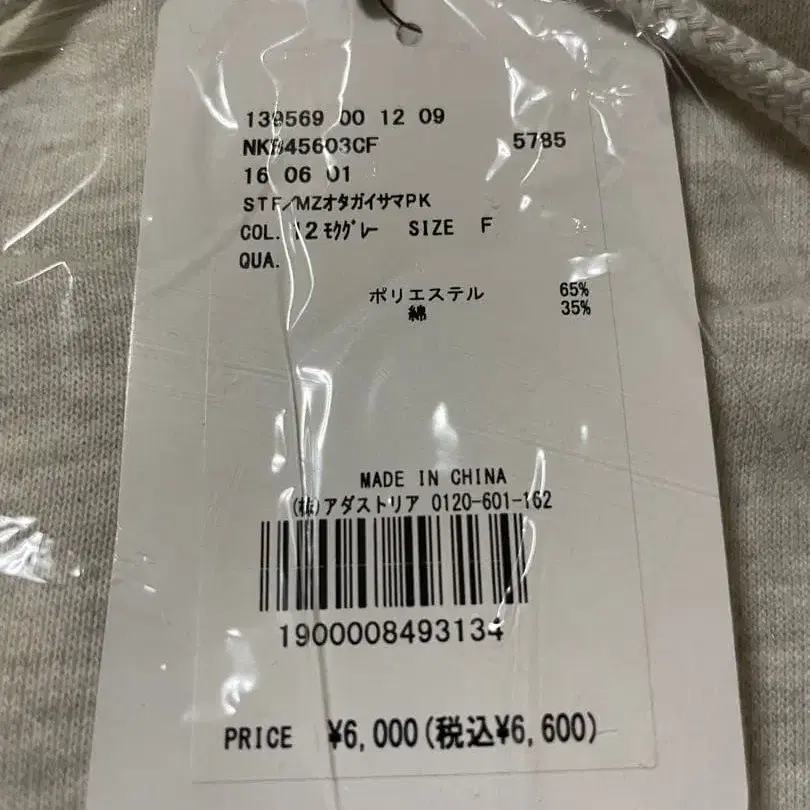 139569 00 12 09
NKB45603CF 5785
16 06 01
STF/MZオタガイサマPK
COL. 12 モクグレー SIZE F
QUA.
ポリエステル 65%
綿 35%
MADE IN CHINA
(株)アダストリア 0120-601-162
1900008493134
PRICE ¥6,000(税込¥6,600)